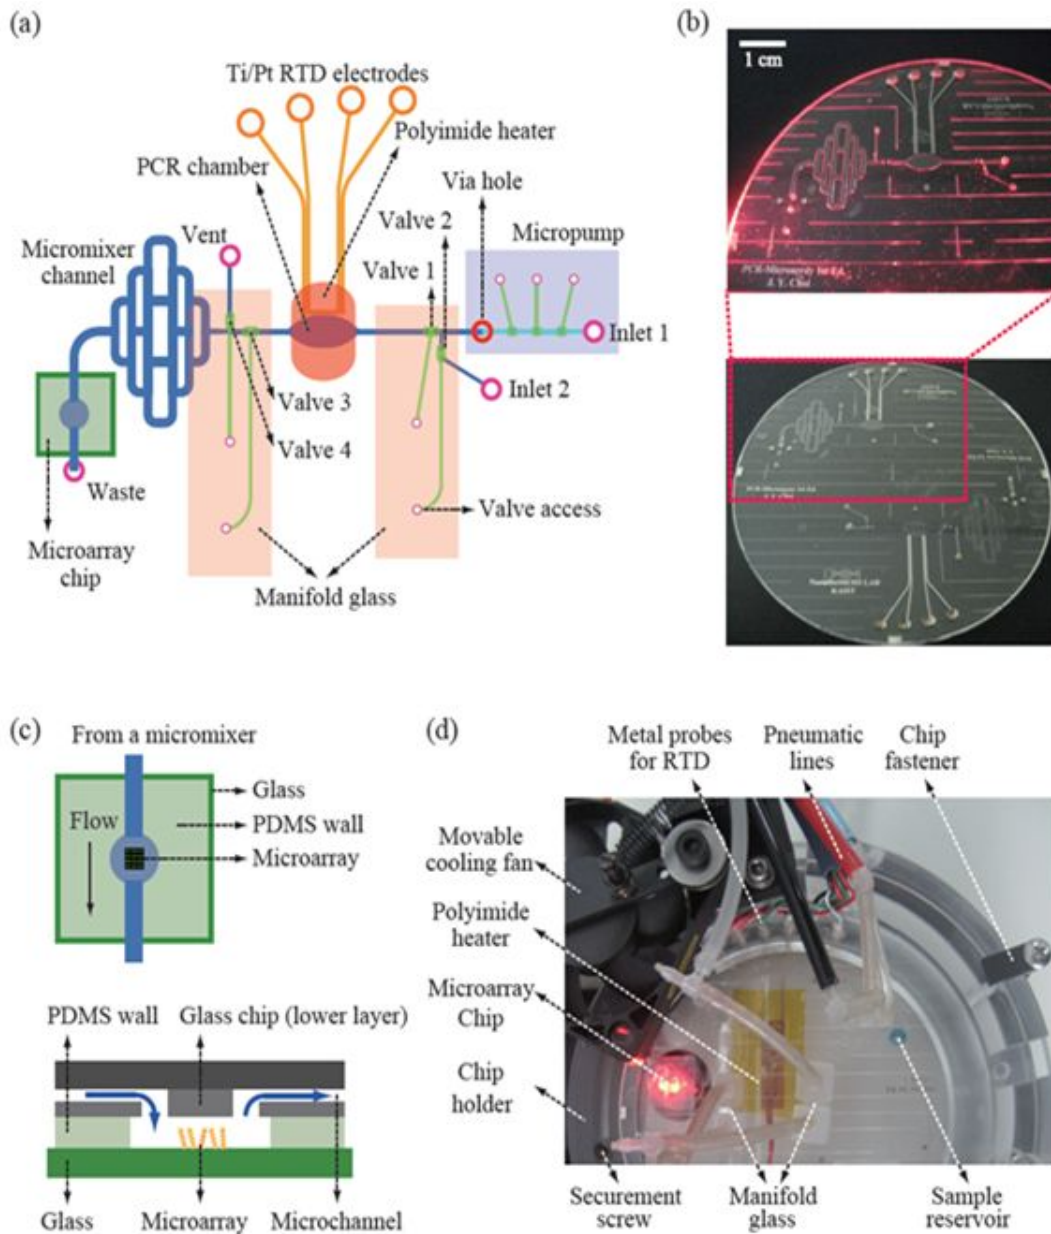 (a)
Ti/Pt RTD electrodes
Polyimide heater
PCR chamber
Via hole
Valve 2
Micromixer
channel
Vent
Valve 1
Micropump
Inlet 1
Inlet 2
Valve 3
Valve 4
Waste
Valve access
Microarray
chip
Manifold glass
(b)
1 cm
PCR-Microarray
J. Y. Choi
(c)
From a micromixer
Glass
Flow
PDMS wall
Microarray
PDMS wall
Glass chip (lower layer)
Glass
Microarray
Microchannel
(d)
Metal probes
for RTD
Pneumatic
lines
Chip
fastener
Movable
cooling fan
Polyimide
heater
Microarray
Chip
Chip
holder
Securement
screw
Manifold
glass
Sample
reservoir